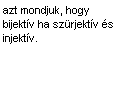 azt mondjuk, hogy
bijektív ha szürjektív és
injektív.